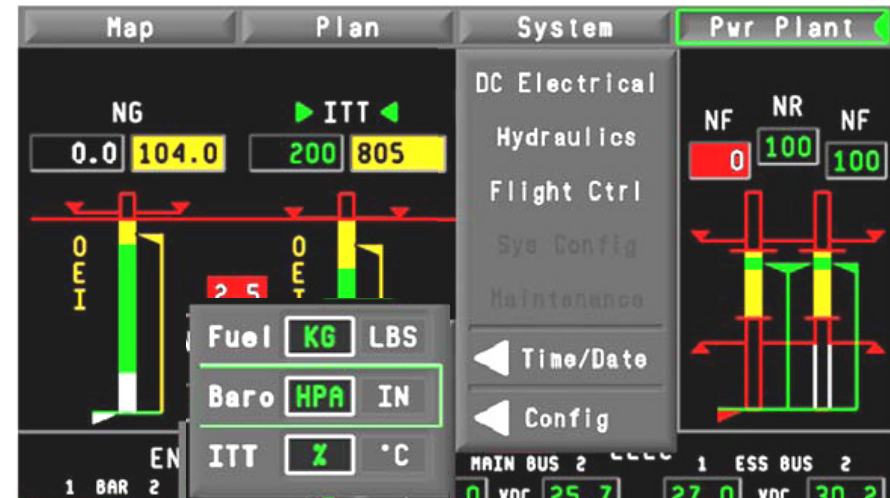 Map Plan System Pwr Plant
DC Electrical
NG ITT Hydraulics NF NR NF
0.0 104.0 200 805 0 100 100
Flight Ctrl
OEI OEI Sys Config
2.5 Maintenance
Fuel KG LBS
Time/Date
Baro HPA IN
Config
ITT % °C
EN
MAIN BUS 2 1 ESS BUS 2
1 BAR 2
VDC 25.7 27.0 VDC 30.2